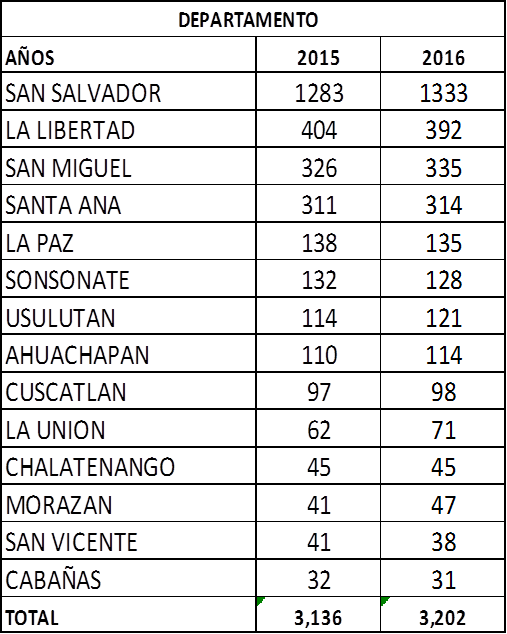 DEPARTAMENTO
AÑOS 2015 2016
SAN SALVADOR 1283 1333
LA LIBERTAD 404 392
SAN MIGUEL 326 335
SANTA ANA 311 314
LA PAZ 138 135
SONSONATE 132 128
USULUTAN 114 121
AHUACHAPAN 110 114
CUSCATLAN 97 98
LA UNION 62 71
CHALATENANGO 45 45
MORAZAN 41 47
SAN VICENTE 41 38
CABAÑAS 32 31
TOTAL 3,136 3,202